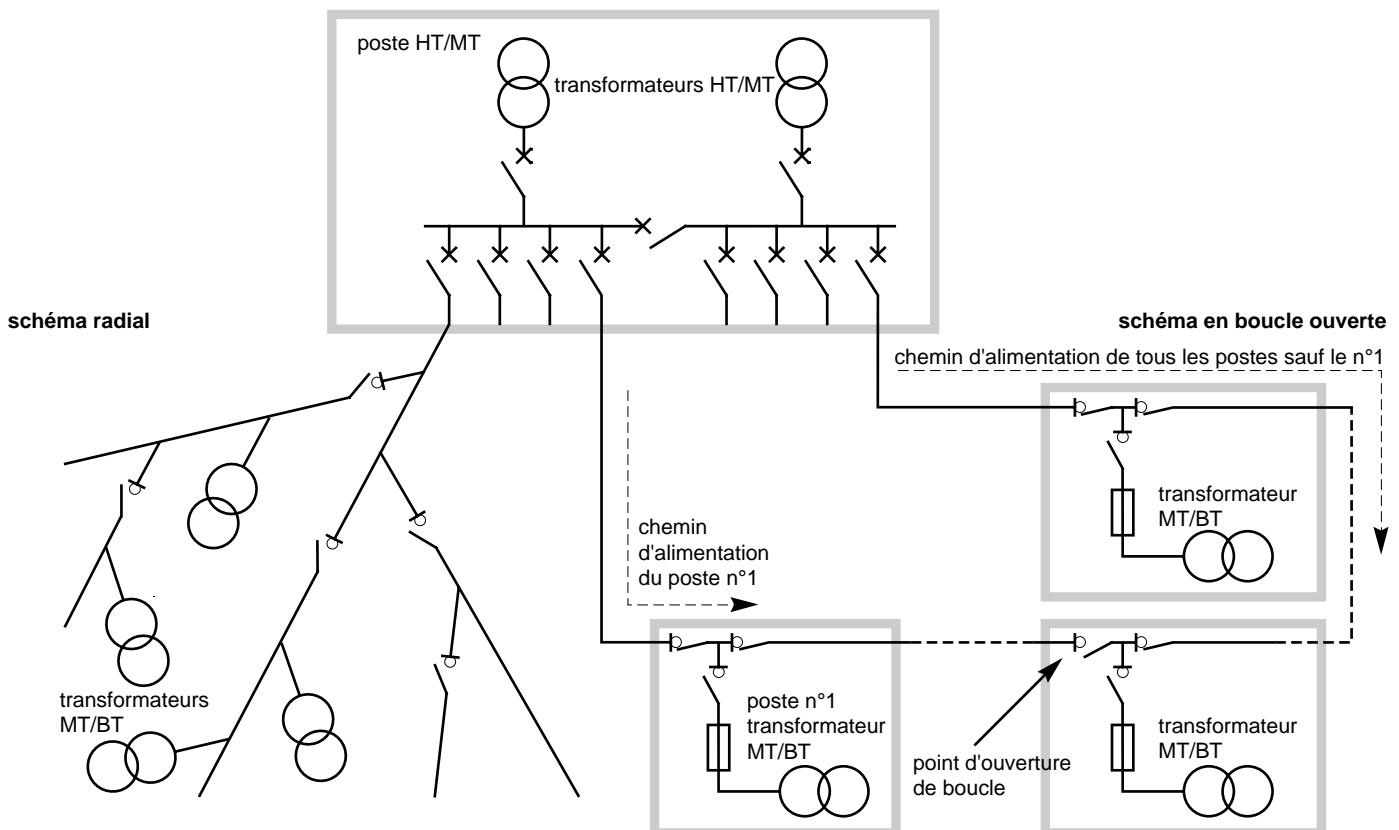 poste HT/MT
transformateurs HT/MT
schéma radial
schéma en boucle ouverte
chemin d'alimentation de tous les postes sauf le n°1
transformateur
MT/BT
chemin
d'alimentation
du poste n°1
transformateurs
MT/BT
poste n°1
transformateur
MT/BT
point d'ouverture
de boucle
transformateur
MT/BT